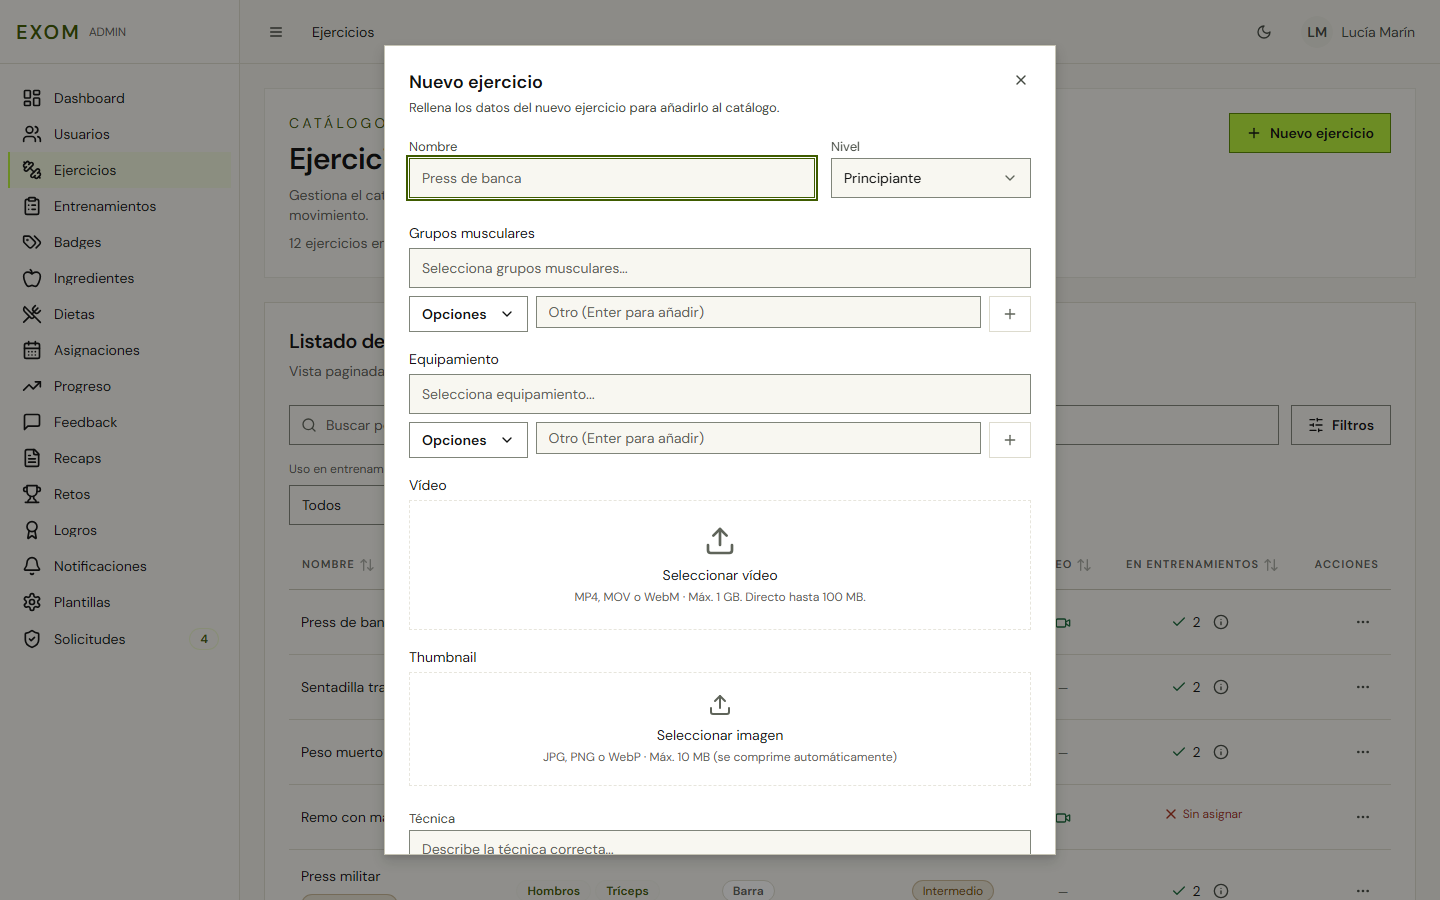 EXOM ADMIN
Ejercicios
LM Lucía Marín
Dashboard
Usuarios
Ejercicios
Entrenamientos
Badges
Ingredientes
Dietas
Asignaciones
Progreso
Feedback
Recaps
Retos
Logros
Notificaciones
Plantillas
Solicitudes 4
CATÁLOGO
Ejercic
Gestiona el cat
movimiento.
12 ejercicios en
Nuevo ejercicio
Listado de
Vista paginada
Buscar p
Filtros
Uso en entrenam
Todos
NOMBRE
EO
EN ENTRENAMIENTOS
ACCIONES
Press de ban
2
Sentadilla tra
– 2
Peso muerto
– 2
Remo con ma
Sin asignar
Press militar
Hombros Tríceps Barra Intermedio – 2
Nuevo ejercicio
Rellena los datos del nuevo ejercicio para añadirlo al catálogo.
Nombre
Nivel
Press de banca
Principiante
Grupos musculares
Selecciona grupos musculares...
Opciones
Otro (Enter para añadir)
Equipamiento
Selecciona equipamiento...
Opciones
Otro (Enter para añadir)
Vídeo
Seleccionar vídeo
MP4, MOV o WebM · Máx. 1 GB. Directo hasta 100 MB.
Thumbnail
Seleccionar imagen
JPG, PNG o WebP · Máx. 10 MB (se comprime automáticamente)
Técnica
Describe la técnica correcta...